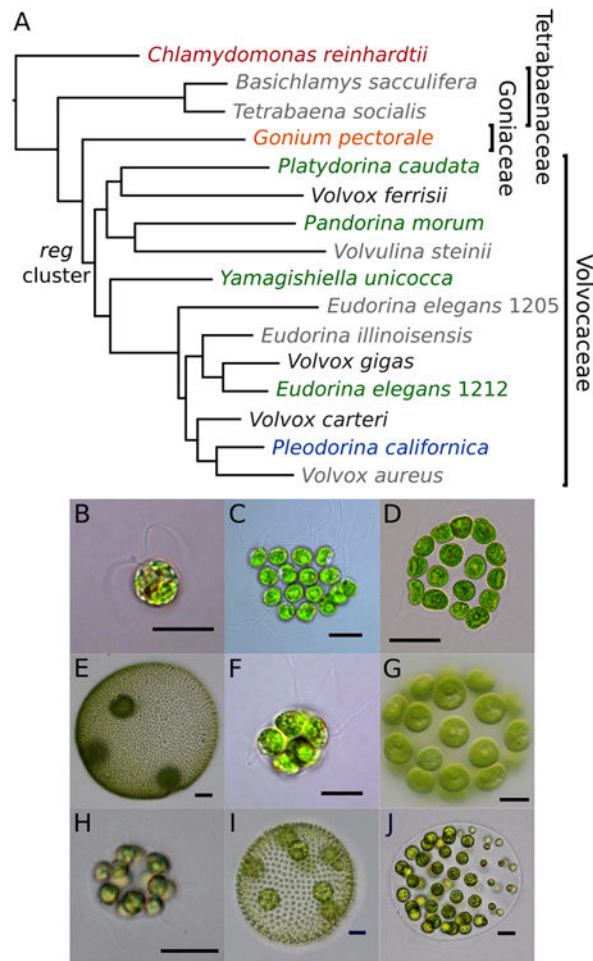 A
Chlamydomonas reinhardtii
Basichlamys sacculifera
Tetrabaena socialis
Gonium pectorale
Platydorina caudata
Volvox ferrisii
Pandorina morum
Volvulina steinii
Yamagishiella unicocca
Eudorina elegans 1205
Eudorina illinoisensis
Volvox gigas
Eudorina elegans 1212
Volvox carteri
Pleodorina californica
Volvox aureus
reg
cluster
Tetrabaenaceae
Goniaceae
Volvocaceae
B
C
D
E
F
G
H
I
J